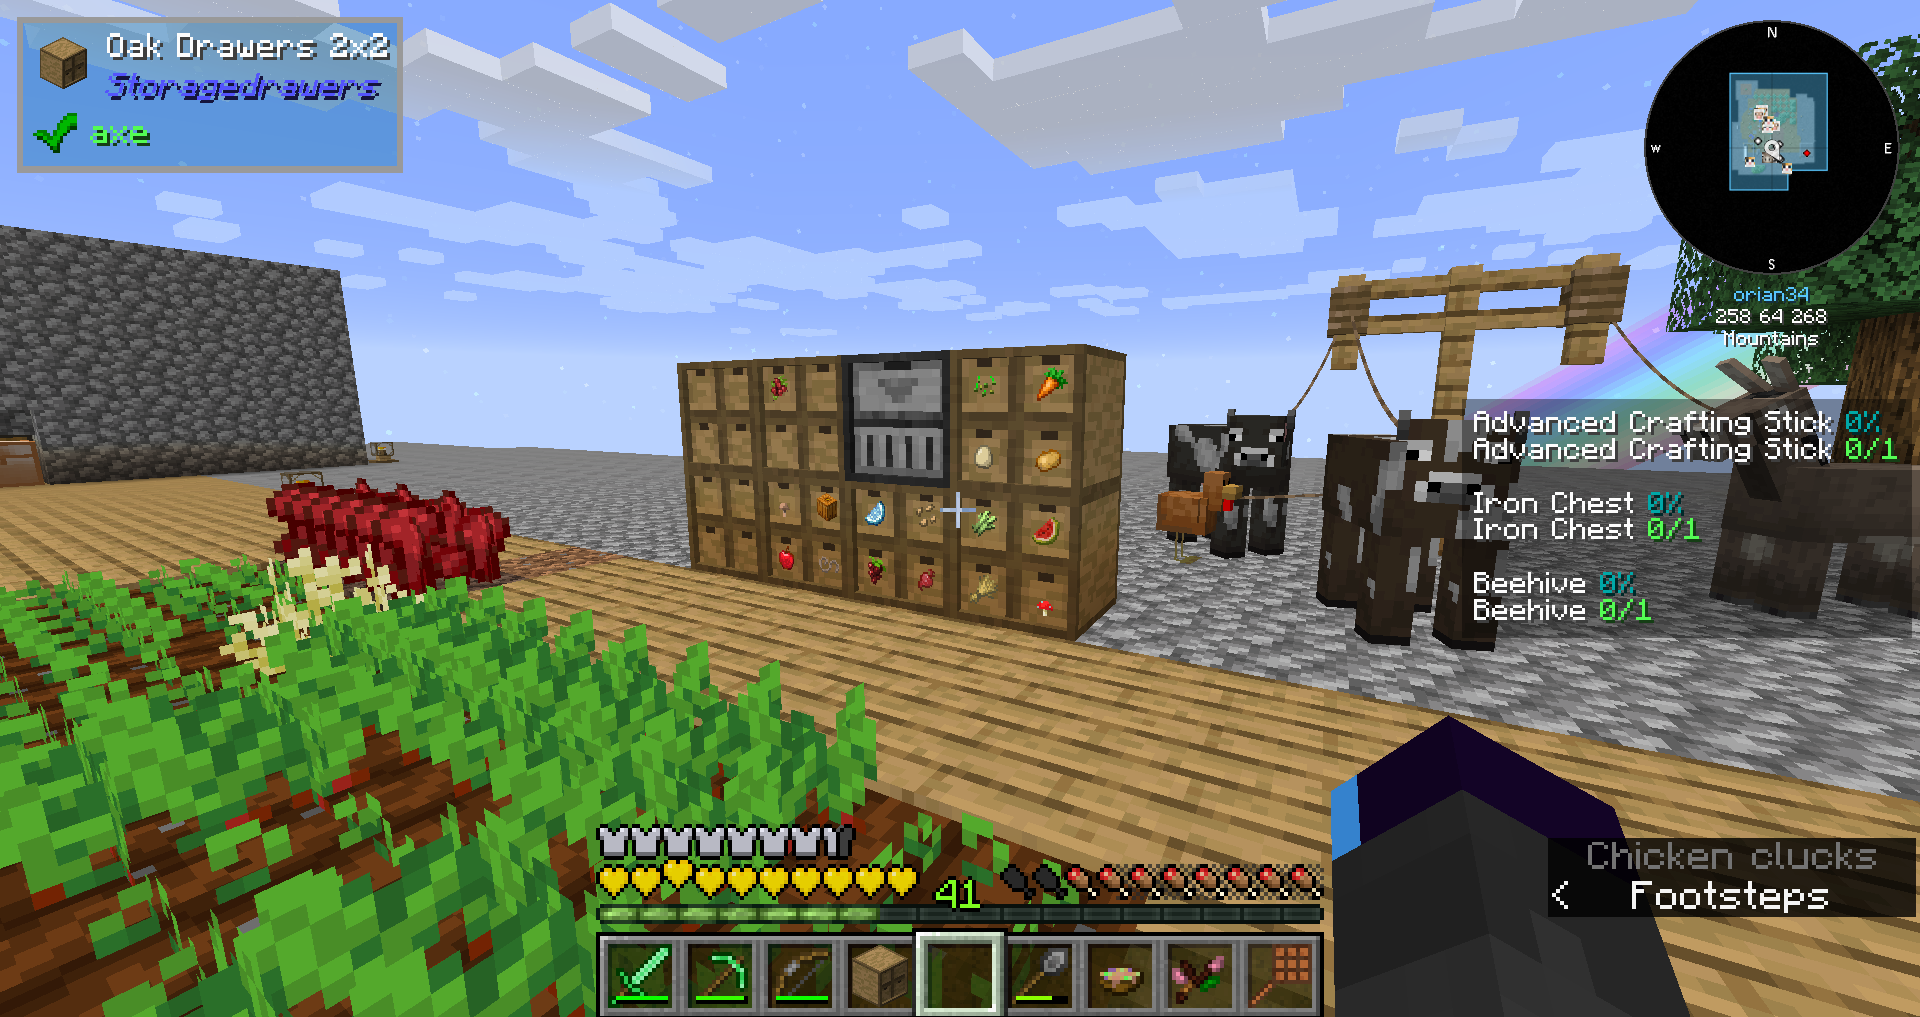 Oak Drawers 2x2
Storagedrawers
axe
N
W
E
S
orian34
258 64 268
Mountains
Advanced Crafting Stick 0%
Advanced Crafting Stick 0/1
Iron Chest 0%
Iron Chest 0/1
Beehive 0%
Beehive 0/1
Chicken clucks
< Footsteps
41